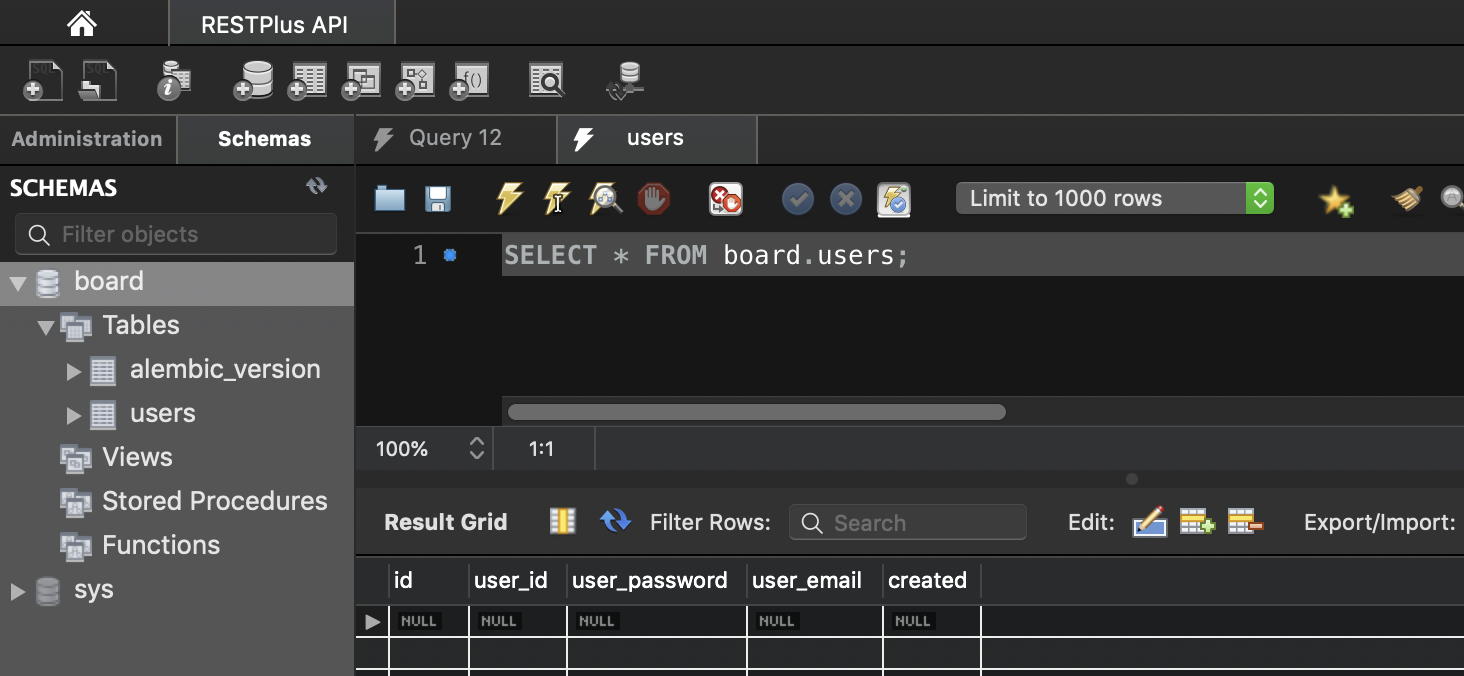 RESTPlus API
SQL SQL i f()
Administration Schemas Query 12 users
SCHEMAS
Limit to 1000 rows
Filter objects
1 SELECT * FROM board.users;
board
Tables
alembic_version
users
100% 1:1
Views
Stored Procedures
Result Grid Filter Rows: Search Edit: Export/Import:
Functions
id user_id user_password user_email created
sys
NULL NULL NULL NULL NULL